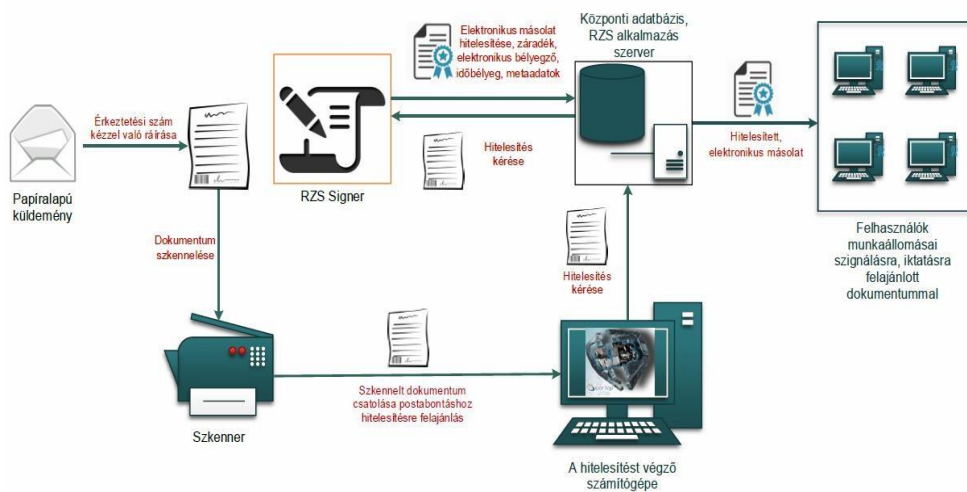 Elektronikus másolat
hitelesítése, záradék,
elektronikus bélyegző,
időbélyeg, metaadatok
Központi adatbázis,
RZS alkalmazás
szerver
Érkeztetési szám
kézzel való ráírása
Hitelesítés
kérése
Hitelesített,
elektronikus másolat
Papíralapú
küldemény
RZS Signer
Dokumentum
szkennelése
Hitelesítés
kérése
Felhasználók
munkaállomásai
szignálásra, iktatásra
felajánlott
dokumentummal
Szkennelt dokumentum
csatolása postabontáshoz
hitelesítésre felajánlás
Szkenner
A hitelesítést végző
számítógépe